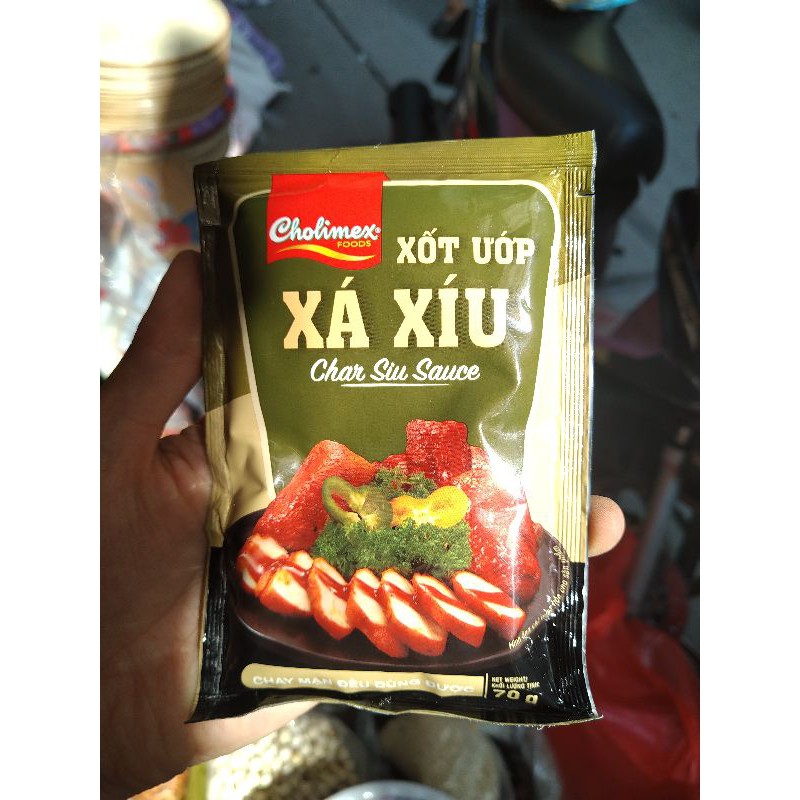 Cholimex
FOODS
XỐT ƯỚP
XÁ XÍU
Char Siu Sauce
CHAY MẶN ĐỀU DÙNG ĐƯỢC
NET WEIGHT/
KHỐI LƯỢNG TỊNH:
70 g